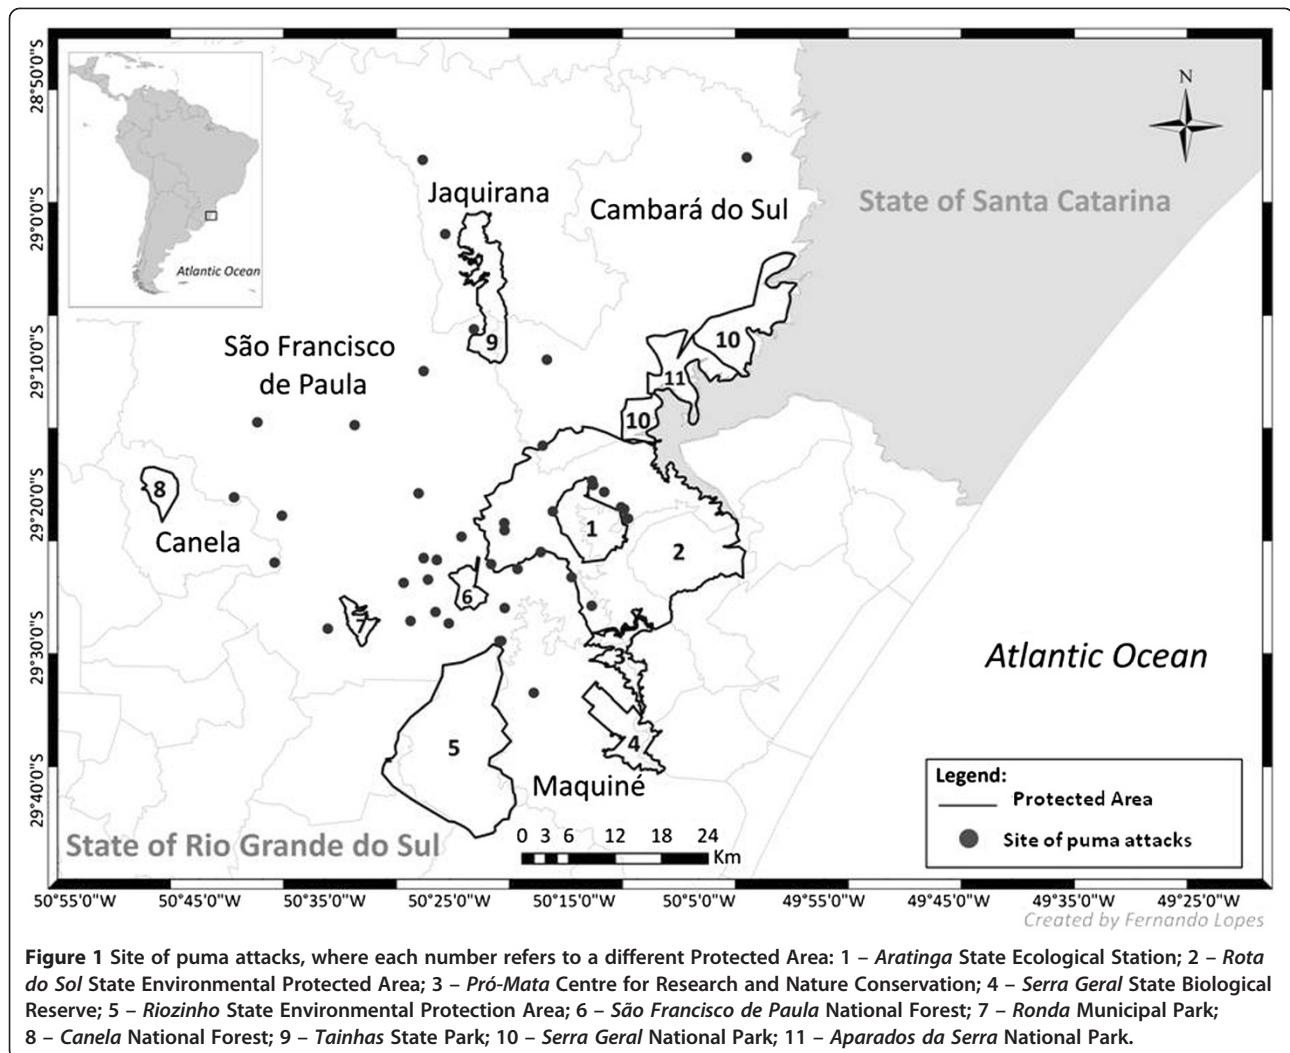 28°50'0"S
29°0'0"S
29°10'0"S
29°20'0"S
29°30'0"S
29°40'0"S
Atlantic Ocean
N
Jaquirana
Cambará do Sul
State of Santa Catarina
São Francisco
de Paula
9
10
11
10
8
Canela
1
2
6
7
3
4
5
Maquiné
Atlantic Ocean
State of Rio Grande do Sul
0 3 6 12 18 24
Km
Legend:
Protected Area
Site of puma attacks
50°55'0"W 50°45'0"W 50°35'0"W 50°25'0"W 50°15'0"W 50°5'0"W 49°55'0"W 49°45'0"W 49°35'0"W 49°25'0"W
Created by Fernando Lopes
Figure 1 Site of puma attacks, where each number refers to a different Protected Area: 1 – Aratinga State Ecological Station; 2 – Rota
do Sol State Environmental Protected Area; 3 – Pró-Mata Centre for Research and Nature Conservation; 4 – Serra Geral State Biological
Reserve; 5 – Riozinho State Environmental Protection Area; 6 – São Francisco de Paula National Forest; 7 – Ronda Municipal Park;
8 – Canela National Forest; 9 – Tainhas State Park; 10 – Serra Geral National Park; 11 – Aparados da Serra National Park.